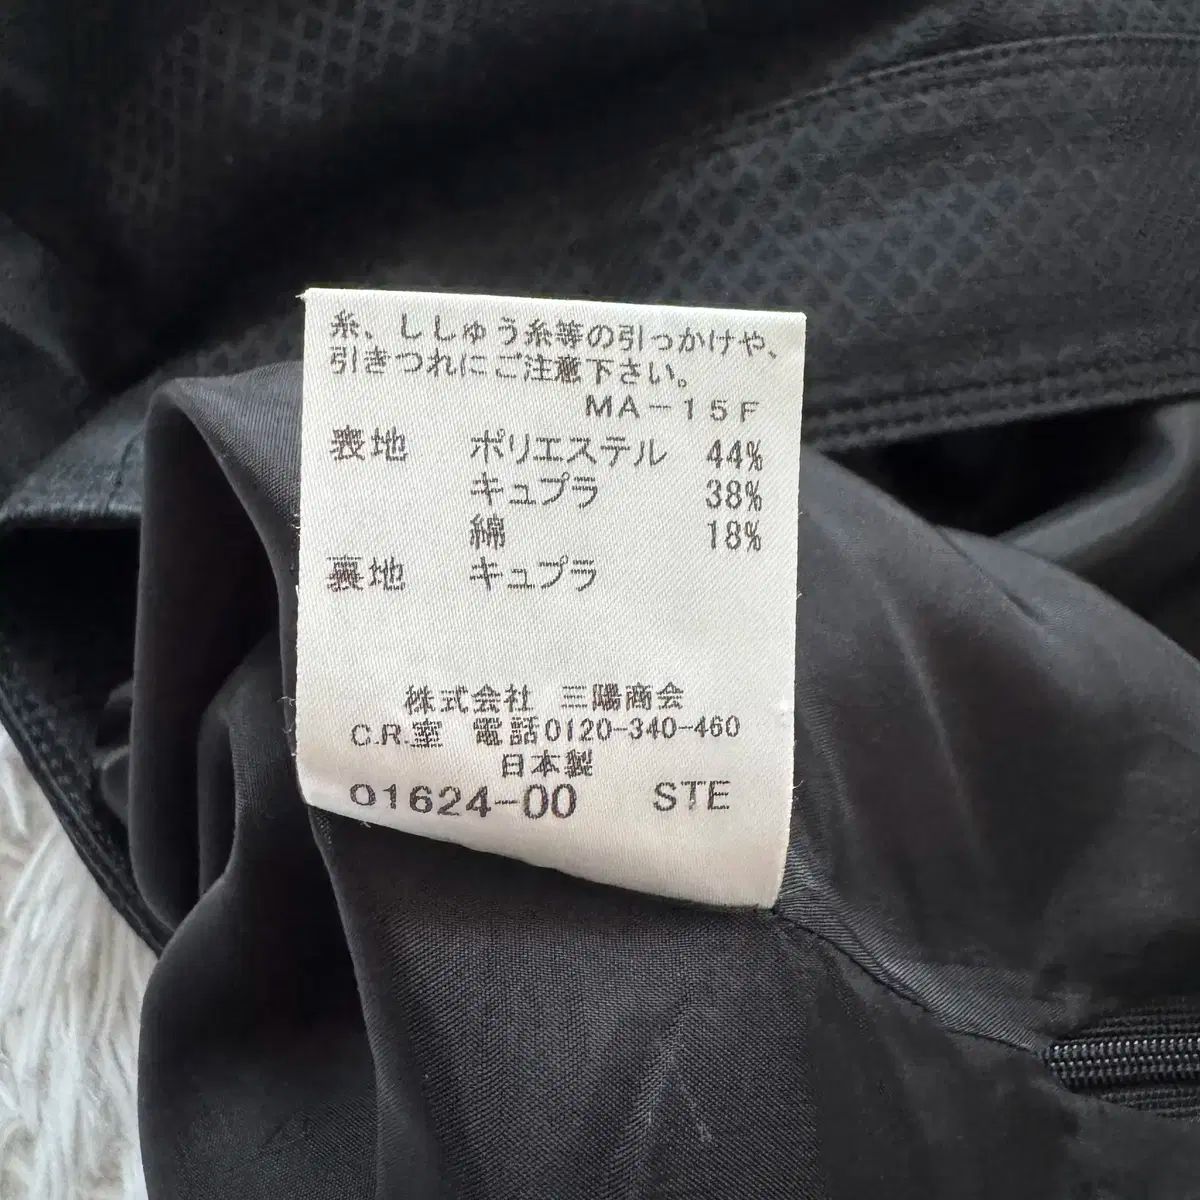 糸、ししゅう糸等の引っかけや、
引きつれにご注意下さい。
MA-15F
表地 ポリエステル 44%
キュプラ 38%
綿 18%
裏地 キュプラ
株式会社 三陽商会
C.R.室 電話0120-340-460
日本製
01624-00 STE